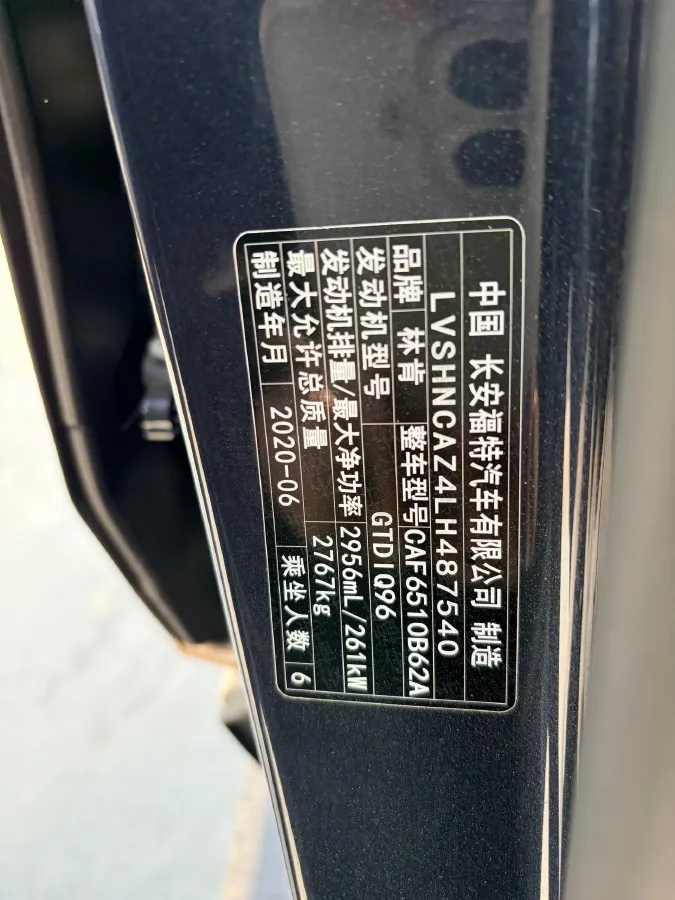 中国 长安福特汽车有限公司 制造
LVSHNCAZ4LH487540
品牌 林肯 整车型号 CAF6510B62A
发动机型号 GTDIQ96
发动机排量/最大净功率 2956mL/261kW
最大允许总质量 2767kg
制造年月 2020-06 乘坐人数 6